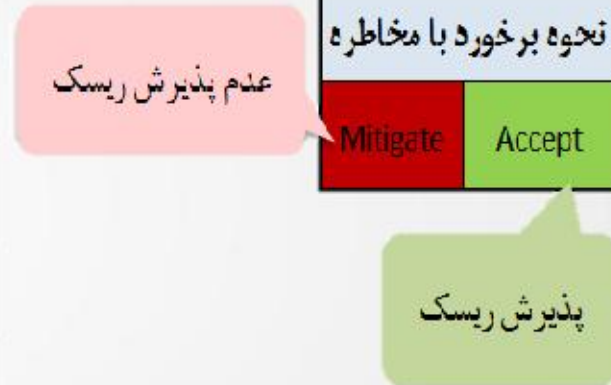 نحوه برخورد با مخاطره
عدم پذیرش ریسک
Mitigate Accept
پذیرش ریسک